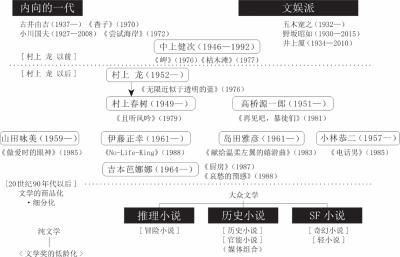 内向的一代
文娱派
古井由吉(1937—)《杳子》(1970)
小川国夫(1927—2008)《尝试海岸》(1972)
五木宽之(1932—)
野坂昭如(1930—2015)
井上厦(1934—2010)
中上健次(1946—1992)
[村上 龙 以前]
《岬》(1976)《枯木滩》(1977)
[村上 龙 以后]
村上 龙(1952—)
《无限近似于透明的蓝》(1976)
村上春树(1949—)
高桥源一郎(1951—)
《且听风吟》(1979)
《再见吧，暴徒们》(1981)
山田咏美(1959—)
伊藤正幸(1961—)
岛田雅彦(1961—)
小林恭二(1957—)
《做爱时的眼神》(1985)
《No-Life-King》(1988)
《献给温柔左翼的嬉游曲》(1983)
《电话男》(1985)
吉本芭娜娜(1964—)
《厨房》(1987)
《哀愁的预感》(1988)
[20世纪90年代以后]
文学的商品化
·细分化
大众文学
推理小说
历史小说
SF 小说
[冒险小说]
[历史小说]
[官能小说]
(媒体组合)
[奇幻小说]
[轻小说]
纯文学
<文学奖的低龄化>